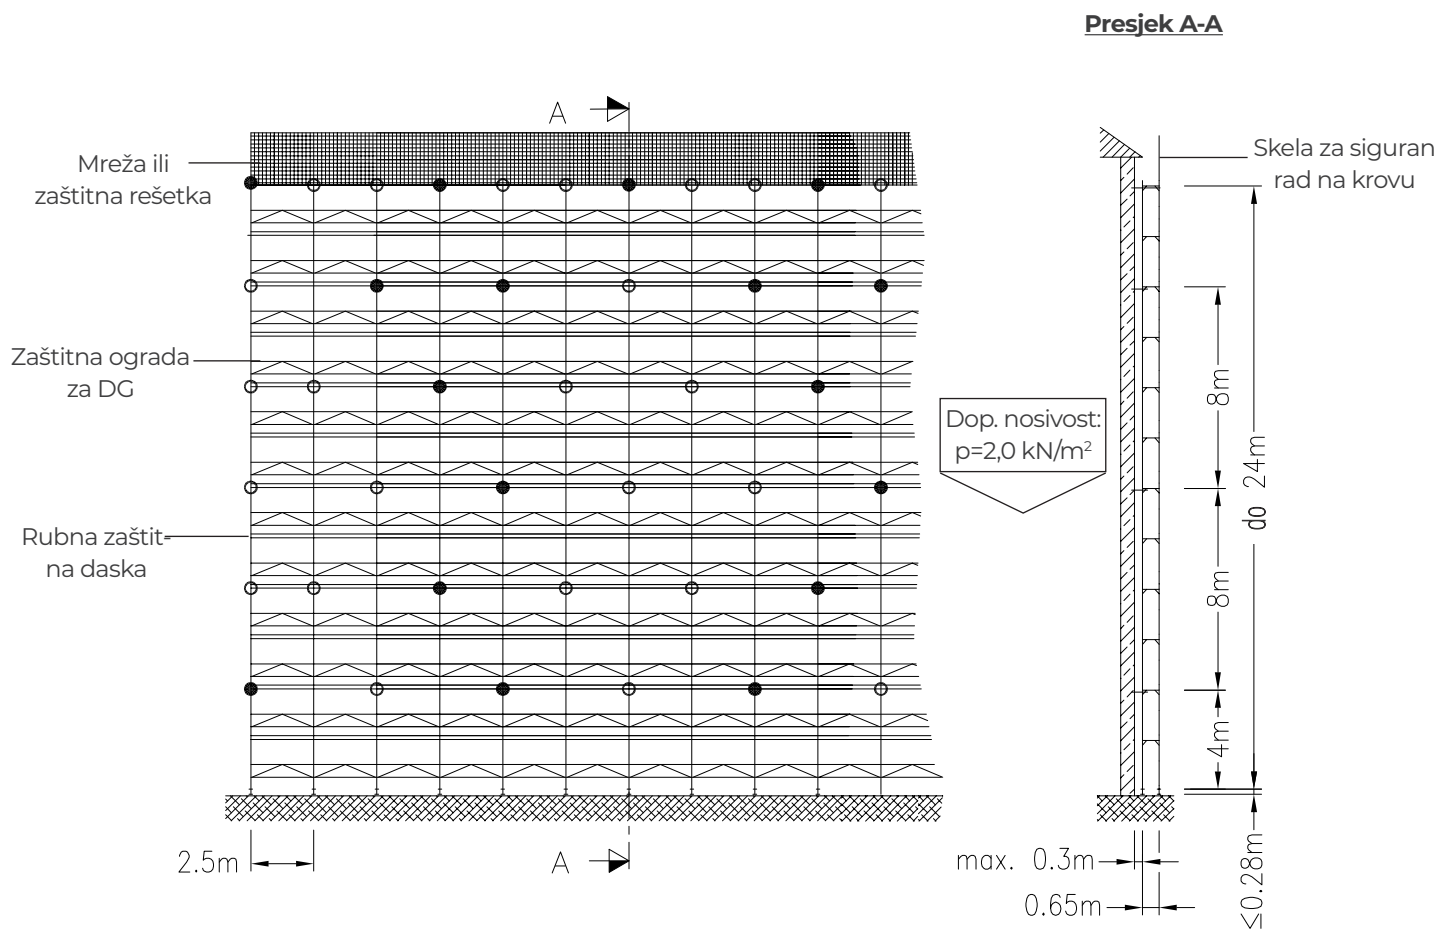 Presjek A-A
A
Mreža ili
zaštitna rešetka
Skela za siguran
rad na krovu
Zaštitna ograda
za DG
8m
Dop. nosivost:
p=2,0 kN/m²
do 24m
Rubna zaštit-
na daska
8m
4m
2.5m
A
max. 0.3m
0.65m
≤0.28m